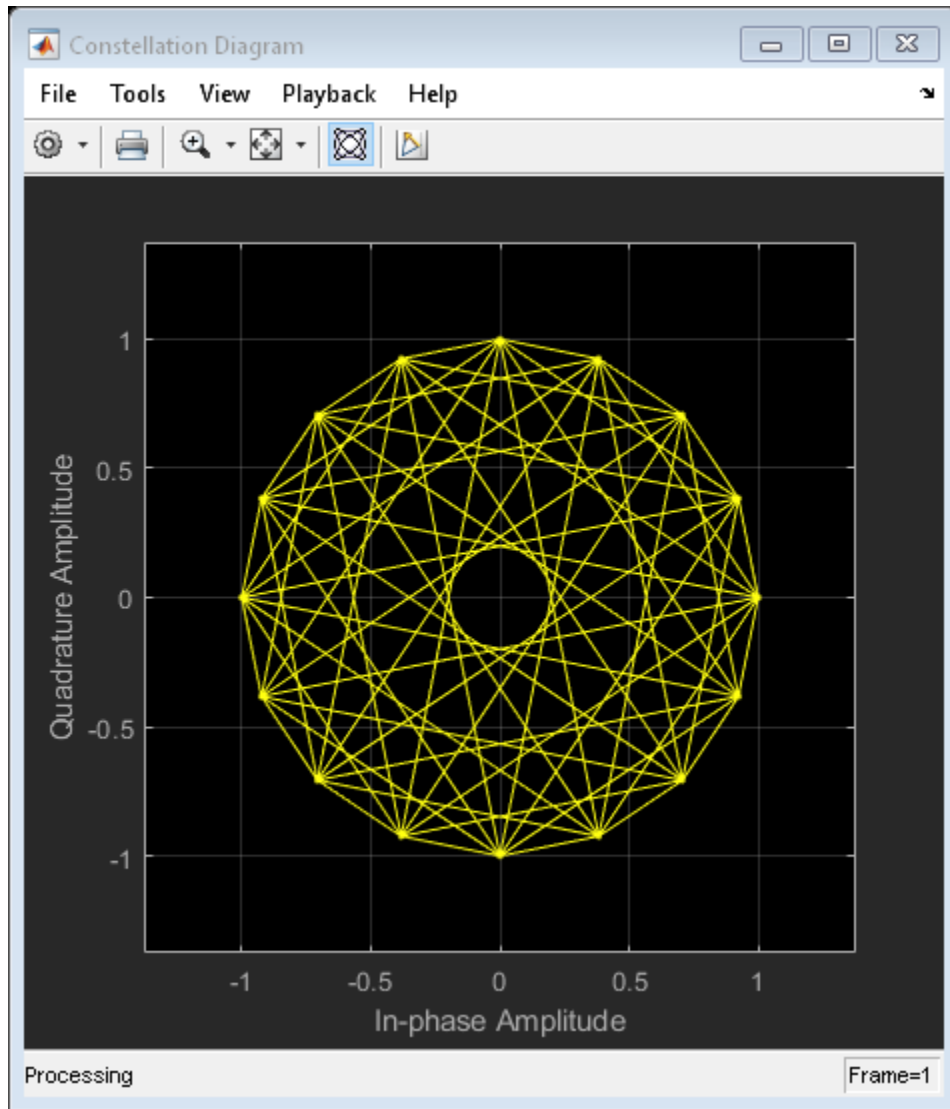 Constellation Diagram
File Tools View Playback Help
1
0.5
0
-0.5
-1
Quadrature Amplitude
-1 -0.5 0 0.5 1
In-phase Amplitude
Processing Frame=1